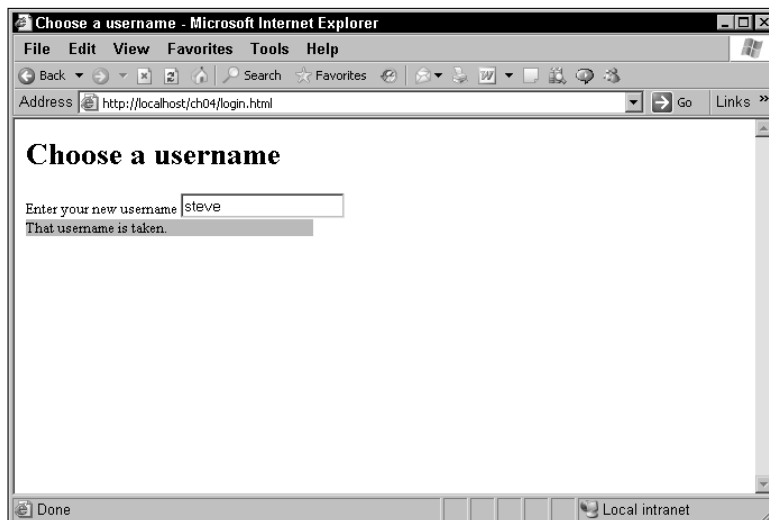 Choose a username - Microsoft Internet Explorer
File Edit View Favorites Tools Help
Back Search Favorites
Address http://localhost/ch04/login.html Go Links »
Choose a username
Enter your new username steve
That username is taken.
Done Local intranet